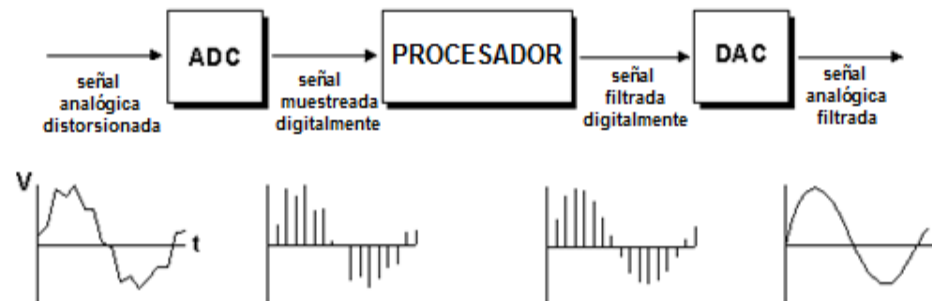 ADC
PROCESADOR
DAC
señal
analógica
distorsionada
señal
muestreada
digitalmente
señal
filtrada
digitalmente
señal
analógica
filtrada
V
t